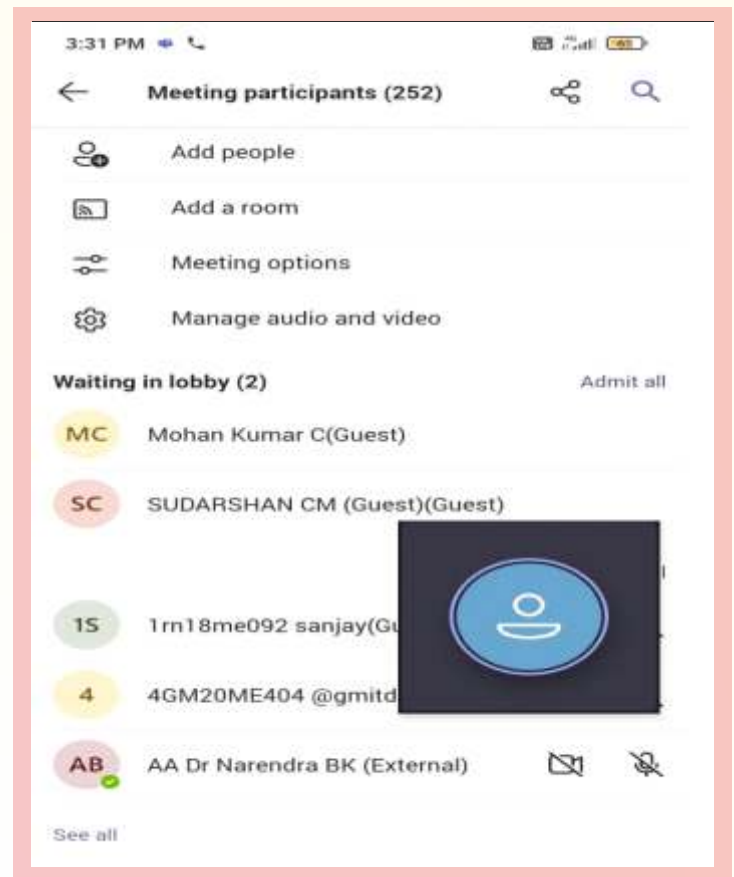 3:31 PM
Meeting participants (252)
Add people
Add a room
Meeting options
Manage audio and video
Waiting in lobby (2) Admit all
MC Mohan Kumar C(Guest)
SC SUDARSHAN CM (Guest)(Guest)
1S 1rn18me092 sanjay(Gu
4 4GM20ME404 @gmitd
AB AA Dr Narendra BK (External)
See all